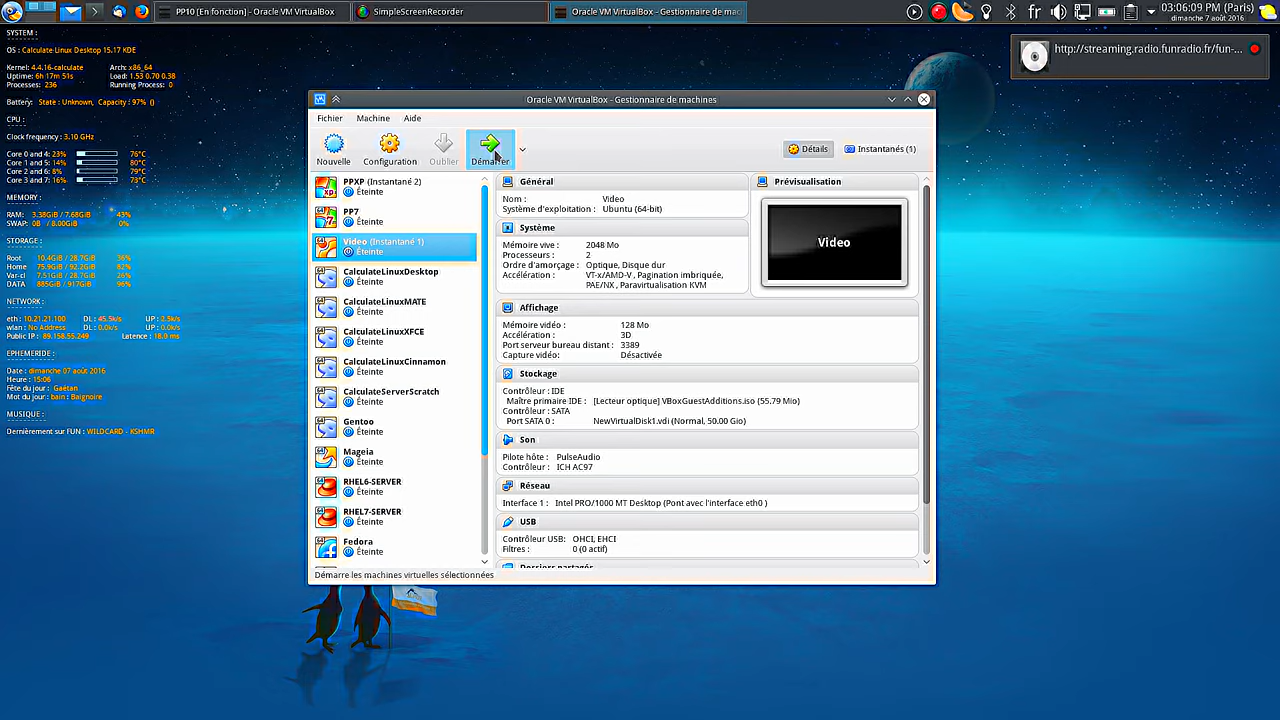 PP10 [En fonction] - Oracle VM VirtualBox
SimpleScreenRecorder
Oracle VM VirtualBox - Gestionnaire de mac
fr
03:06:09 PM (Paris)
dimanche 7 août 2016
http://streaming.radio.funradio.fr/fun-...
SYSTEM :
OS : Calculate Linux Desktop 15.17 KDE
Kernel: 4.4.16-calculate Arch: x86_64
Uptime: 6h 17m 51s Load: 1.53 0.70 0.38
Processes: 236 Running Process: 0
Battery: State : Unknown, Capacity : 97% ()
CPU :
Clock frequency : 3.10 GHz
Core 0 and 4: 23% 76°C
Core 1 and 5: 14% 80°C
Core 2 and 6: 8% 79°C
Core 3 and 7: 16% 73°C
MEMORY :
RAM: 3.38GiB / 7.68GiB 43%
SWAP: 0B / 8.00GiB 0%
STORAGE :
Root 10.4GiB / 28.7GiB 36%
Home 75.9GiB / 92.2GiB 82%
Var-cl 7.51GiB / 28.7GiB 26%
DATA 885GiB / 917GiB 96%
NETWORK :
eth : 10.21.21.100 DL : 45.5k/s UP : 2.5k/s
wlan : No Address DL : 0.0k/s UP : 0.0k/s
Public IP : 89.158.55.249 Latence : 18.0 ms
EPHEMERIDE :
Date : dimanche 07 août 2016
Heure : 15:06
Fête du jour : Gaétan
Mot du jour : bain : Baignoire
MUSIQUE :
Dernièrement sur FUN : WILDCARD - KSHMR
Oracle VM VirtualBox - Gestionnaire de machines
Fichier Machine Aide
Nouvelle Configuration Oublier Démarrer
Détails Instantanés (1)
PPXP (Instantané 2)
Éteinte
PP7
Éteinte
Video (Instantané 1)
Éteinte
CalculateLinuxDesktop
Éteinte
CalculateLinuxMATE
Éteinte
CalculateLinuxXFCE
Éteinte
CalculateLinuxCinnamon
Éteinte
CalculateServerScratch
Éteinte
Gentoo
Éteinte
Mageia
Éteinte
RHEL6-SERVER
Éteinte
RHEL7-SERVER
Éteinte
Fedora
Éteinte
Général
Nom : Video
Système d'exploitation : Ubuntu (64-bit)
Système
Mémoire vive : 2048 Mo
Processeurs : 2
Ordre d'amorçage : Optique, Disque dur
Accélération : VT-x/AMD-V , Pagination imbriquée,
PAE/NX , Paravirtualisation KVM
Prévisualisation
Video
Affichage
Mémoire vidéo : 128 Mo
Accélération : 3D
Port serveur bureau distant : 3389
Capture vidéo : Désactivée
Stockage
Contrôleur : IDE
Maître primaire IDE : [Lecteur optique] VBoxGuestAdditions.iso (55.79 Mio)
Contrôleur : SATA
Port SATA 0 : NewVirtualDisk1.vdi (Normal, 50.00 Gio)
Son
Pilote hôte : PulseAudio
Contrôleur : ICH AC97
Réseau
Interface 1 : Intel PRO/1000 MT Desktop (Pont avec l'interface eth0 )
USB
Contrôleur USB: OHCI, EHCI
Filtres : 0 (0 actif)
Dossiers partagés
Démarre les machines virtuelles sélectionnées